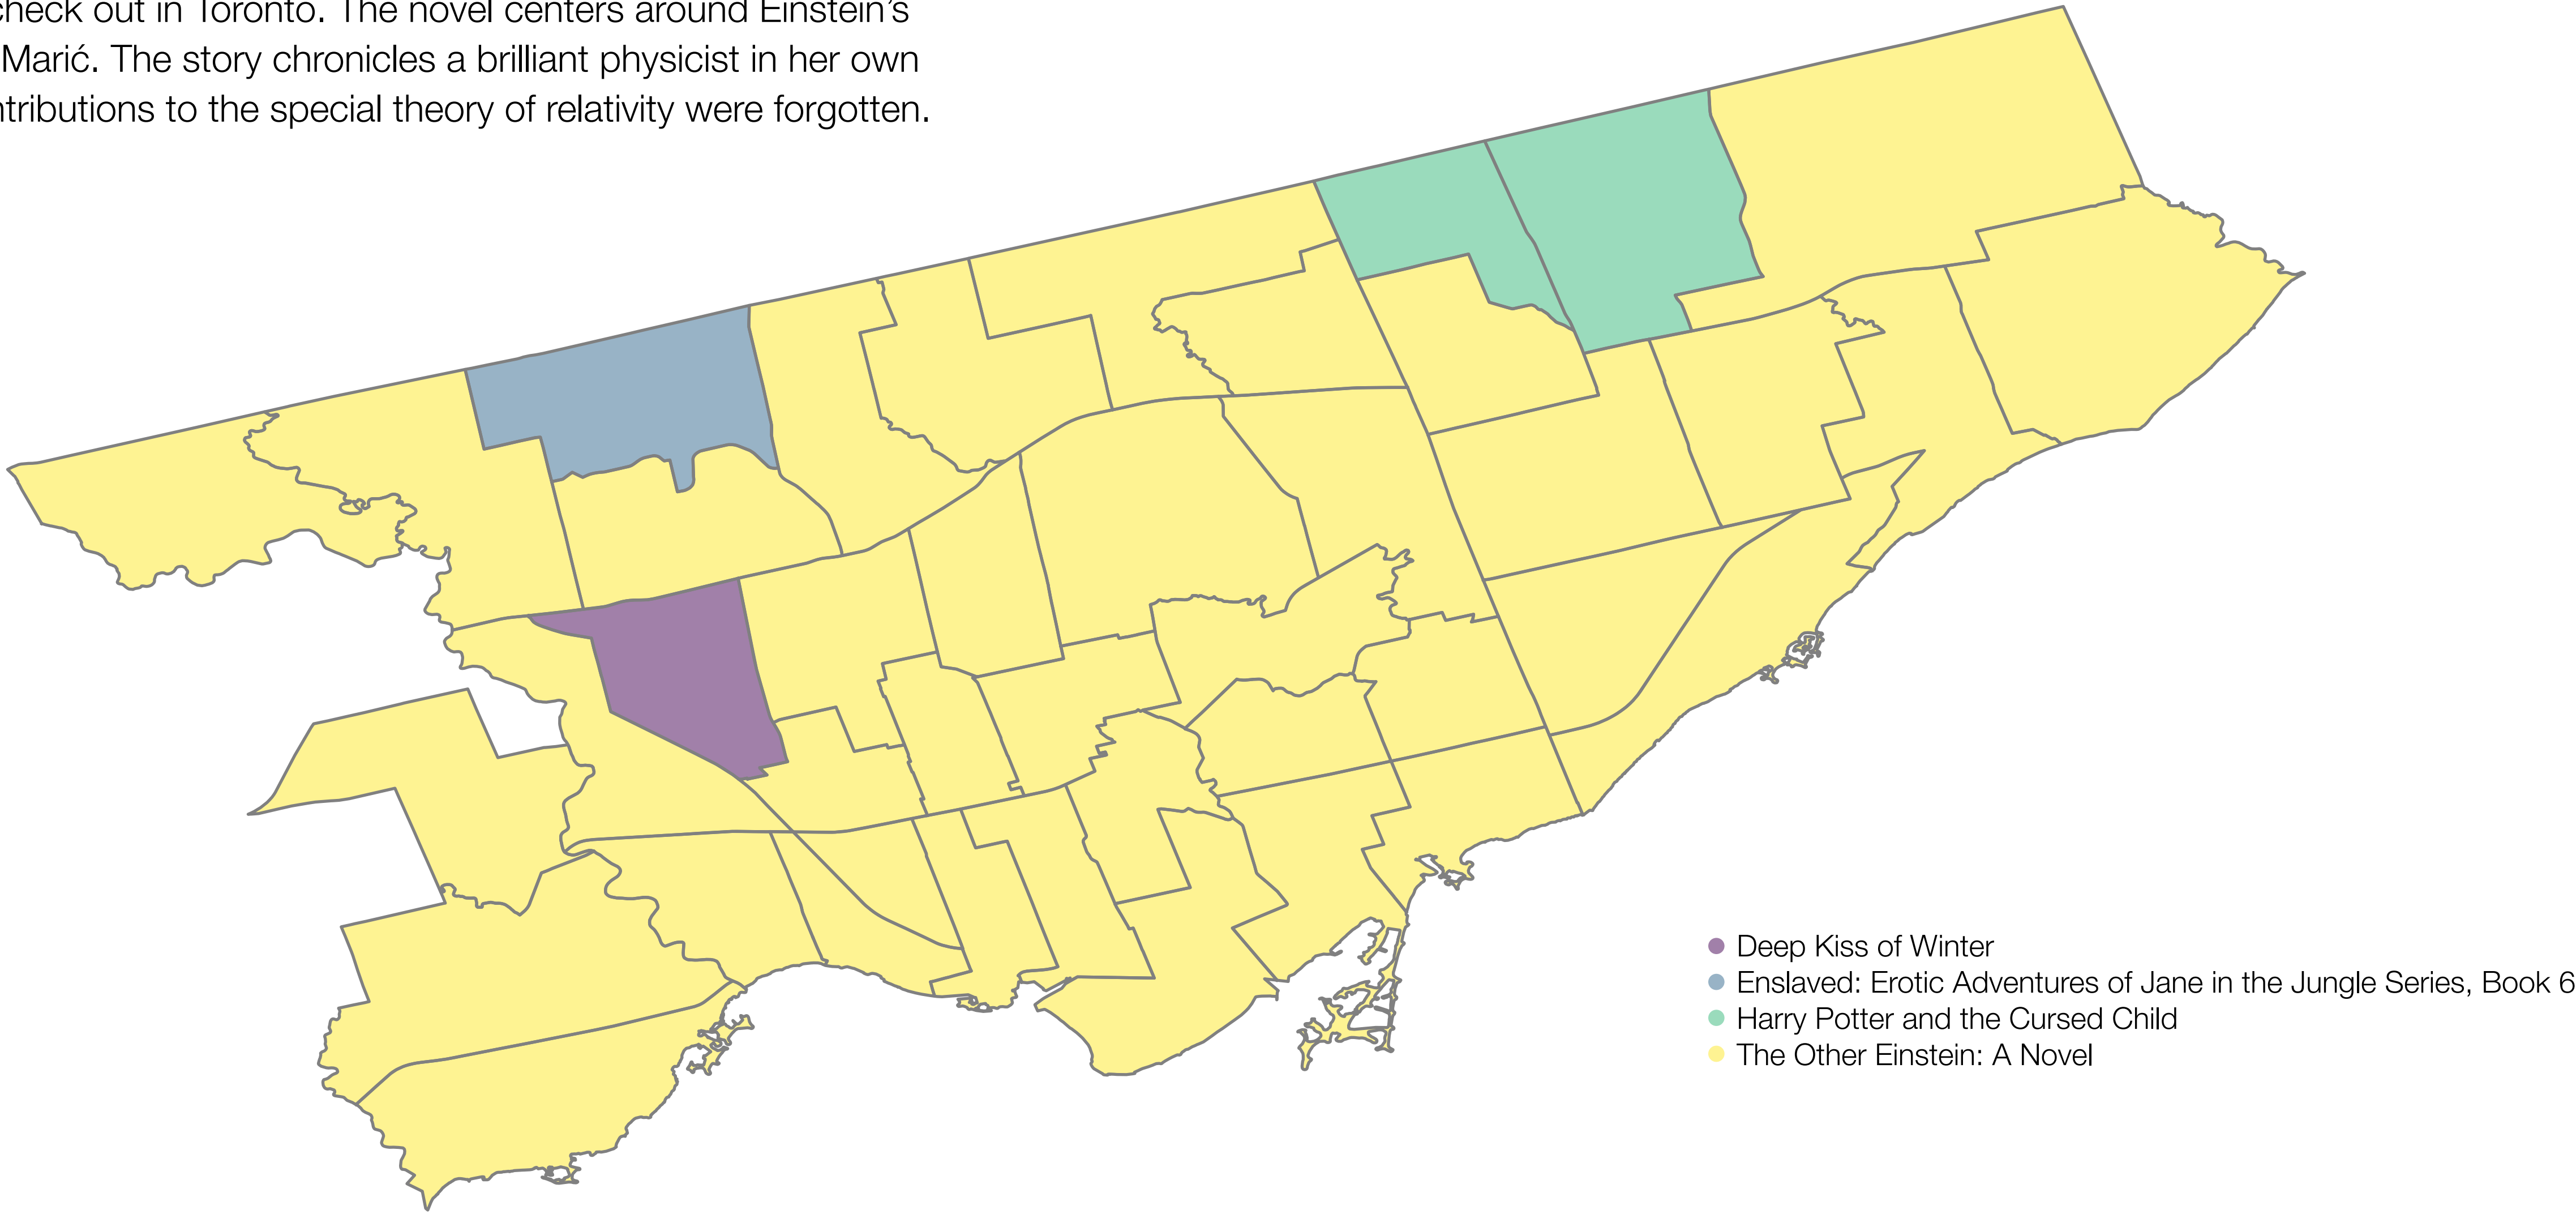 check out in Toronto. The novel centers around Einstein's
Marić. The story chronicles a brilliant physicist in her own
ntributions to the special theory of relativity were forgotten.
Deep Kiss of Winter
Enslaved: Erotic Adventures of Jane in the Jungle Series, Book 6
Harry Potter and the Cursed Child
The Other Einstein: A Novel